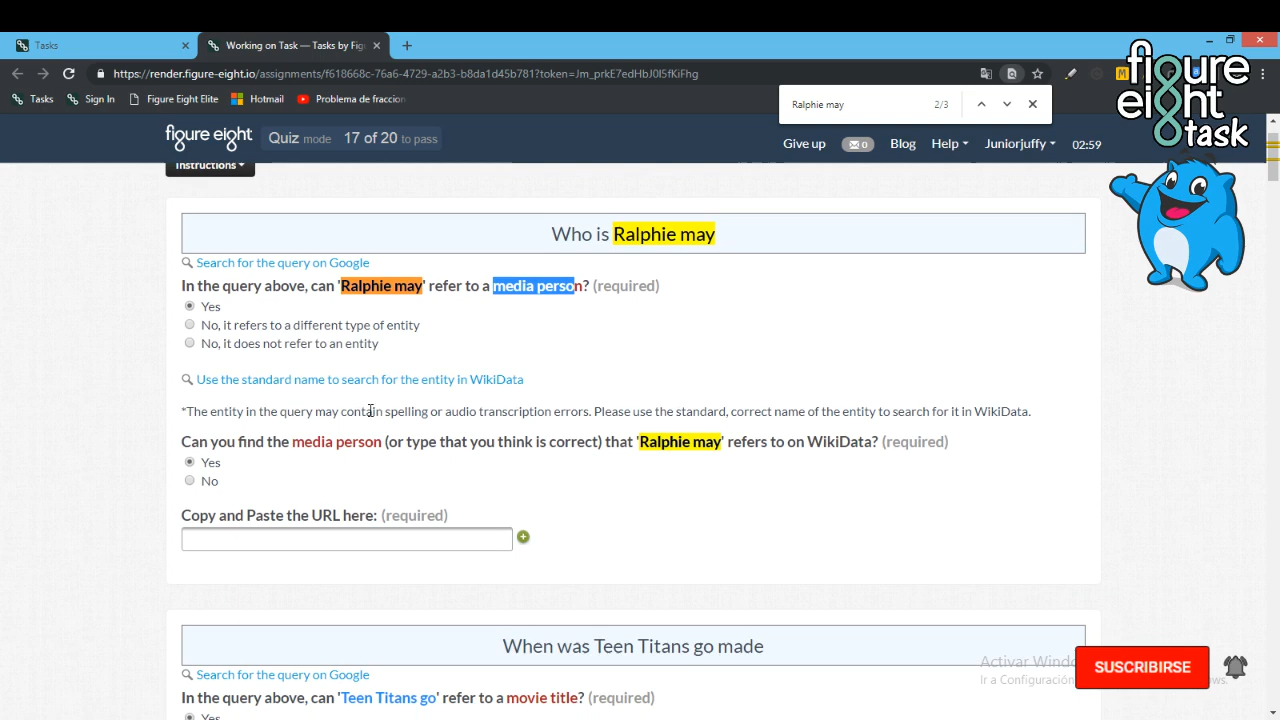 Tasks
Working on Task — Tasks by Fig
https://render.figure-eight.io/assignments/f618668c-76a6-4729-a2b3-b8da1d45b781?token=Jm_prkE7edHbJ0I5fKiFhg
Tasks Sign In Figure Eight Elite Hotmail Problema de fraccion
Ralphie may 2/3
figure eight task
figure eight Quiz mode 17 of 20 to pass
Give up 0 Blog Help Juniorjuffy 02:59
Instructions
Who is Ralphie may
Search for the query on Google
In the query above, can 'Ralphie may' refer to a media person? (required)
Yes
No, it refers to a different type of entity
No, it does not refer to an entity
Use the standard name to search for the entity in WikiData
*The entity in the query may contain spelling or audio transcription errors. Please use the standard, correct name of the entity to search for it in WikiData.
Can you find the media person (or type that you think is correct) that 'Ralphie may' refers to on WikiData? (required)
Yes
No
Copy and Paste the URL here: (required)
When was Teen Titans go made
Search for the query on Google
In the query above, can 'Teen Titans go' refer to a movie title? (required)
Yes
Activar Windo
Ir a Configuración
SUSCRIBIRSE